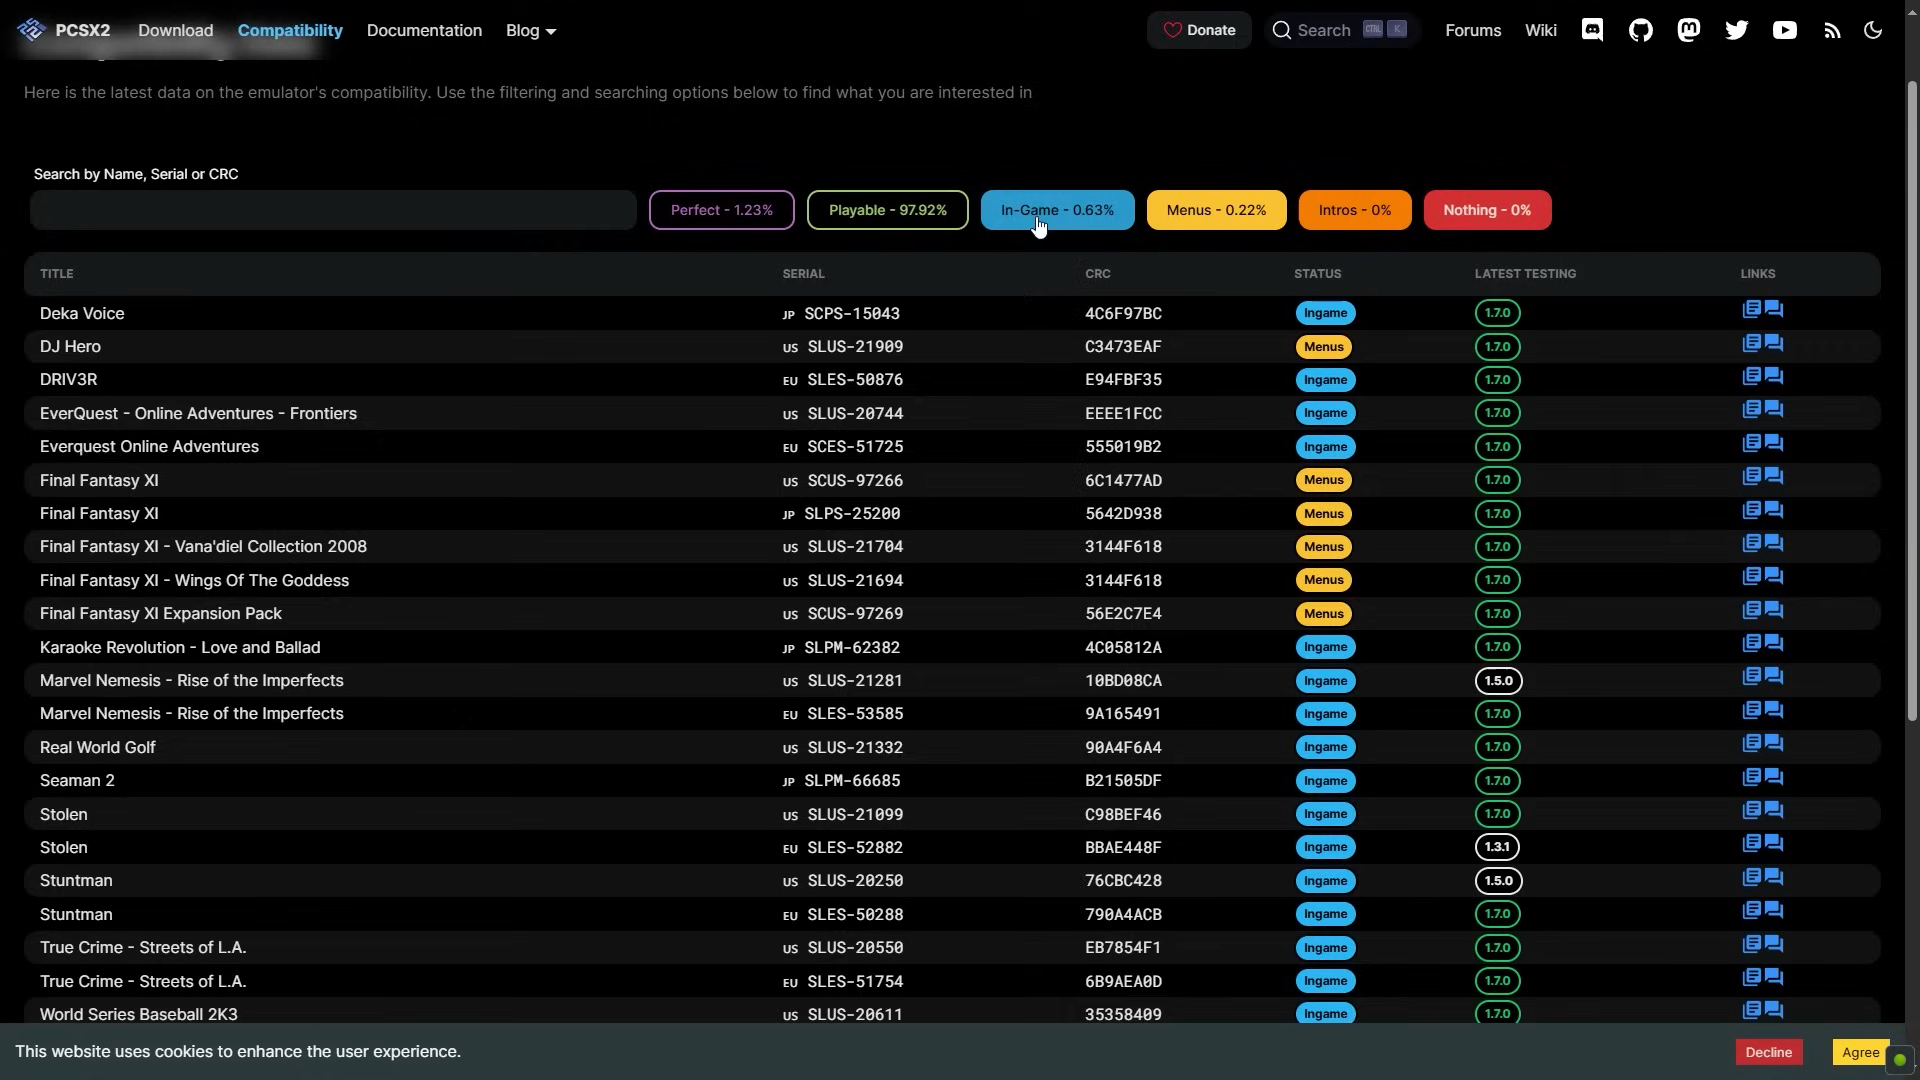 PCSX2 Download Compatibility Documentation Blog Donate Search CTRL K Forums Wiki
Here is the latest data on the emulator's compatibility. Use the filtering and searching options below to find what you are interested in
Search by Name, Serial or CRC
Perfect - 1.23% Playable - 97.92% In-Game - 0.63% Menus - 0.22% Intros - 0% Nothing - 0%
TITLE SERIAL CRC STATUS LATEST TESTING LINKS
Deka Voice JP SCPS-15043 4C6F97BC Ingame 1.7.0
DJ Hero US SLUS-21909 C3473EAF Menus 1.7.0
DRIV3R EU SLES-50876 E94FBF35 Ingame 1.7.0
EverQuest - Online Adventures - Frontiers US SLUS-20744 EEEE1FCC Ingame 1.7.0
Everquest Online Adventures EU SCES-51725 555019B2 Ingame 1.7.0
Final Fantasy XI US SCUS-97266 6C1477AD Menus 1.7.0
Final Fantasy XI JP SLPS-25200 5642D938 Menus 1.7.0
Final Fantasy XI - Vana'diel Collection 2008 US SLUS-21704 3144F618 Menus 1.7.0
Final Fantasy XI - Wings Of The Goddess US SLUS-21694 3144F618 Menus 1.7.0
Final Fantasy XI Expansion Pack US SCUS-97269 56E2C7E4 Menus 1.7.0
Karaoke Revolution - Love and Ballad JP SLPM-62382 4C05812A Ingame 1.7.0
Marvel Nemesis - Rise of the Imperfects US SLUS-21281 10BD08CA Ingame 1.5.0
Marvel Nemesis - Rise of the Imperfects EU SLES-53585 9A165491 Ingame 1.7.0
Real World Golf US SLUS-21332 90A4F6A4 Ingame 1.7.0
Seaman 2 JP SLPM-66685 B21505DF Ingame 1.7.0
Stolen US SLUS-21099 C98BEF46 Ingame 1.7.0
Stolen EU SLES-52882 BBAE448F Ingame 1.3.1
Stuntman US SLUS-20250 76CBC428 Ingame 1.5.0
Stuntman EU SLES-50288 790A4ACB Ingame 1.7.0
True Crime - Streets of L.A. US SLUS-20550 EB7854F1 Ingame 1.7.0
True Crime - Streets of L.A. EU SLES-51754 6B9AEA0D Ingame 1.7.0
World Series Baseball 2K3 US SLUS-20611 35358409 Ingame 1.7.0
This website uses cookies to enhance the user experience. Decline Agree